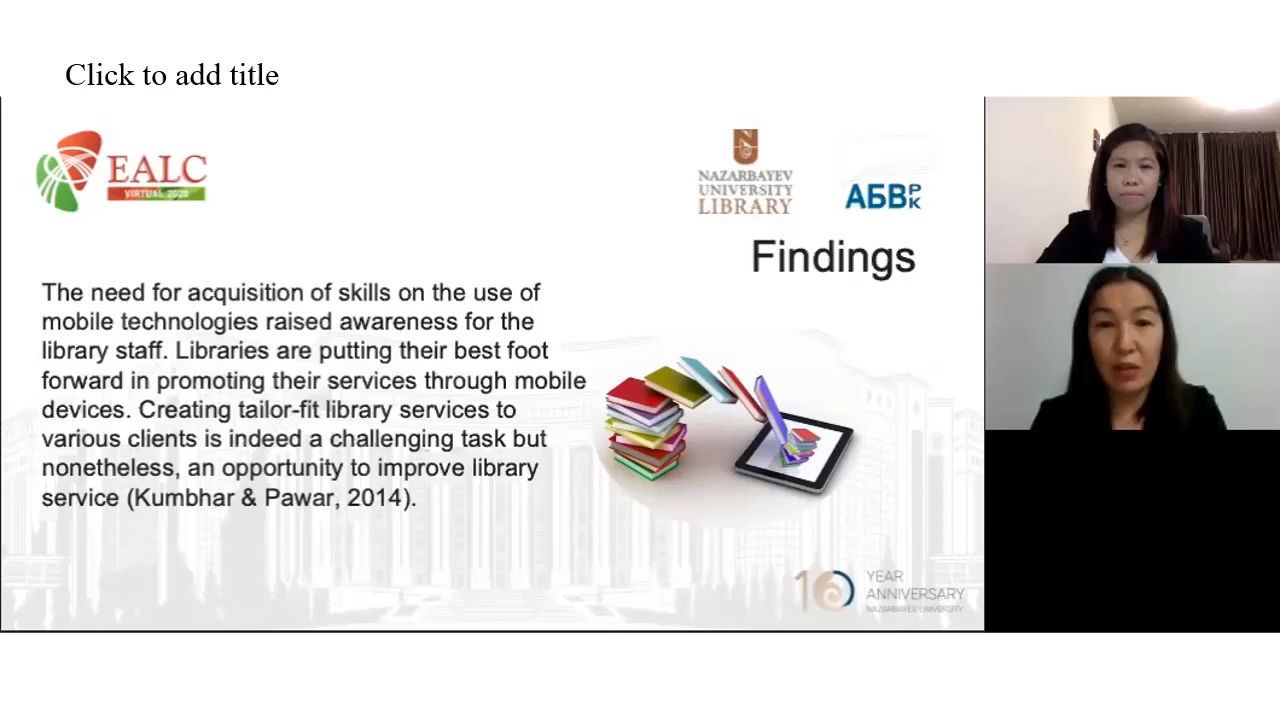 Click to add title
EALC
VIRTUAL 2020
NAZARBAYEV
UNIVERSITY
LIBRARY
АБВРК
Findings
The need for acquisition of skills on the use of
mobile technologies raised awareness for the
library staff. Libraries are putting their best foot
forward in promoting their services through mobile
devices. Creating tailor-fit library services to
various clients is indeed a challenging task but
nonetheless, an opportunity to improve library
service (Kumbhar & Pawar, 2014).
10 YEAR
ANNIVERSARY
NAZARBAYEV UNIVERSITY